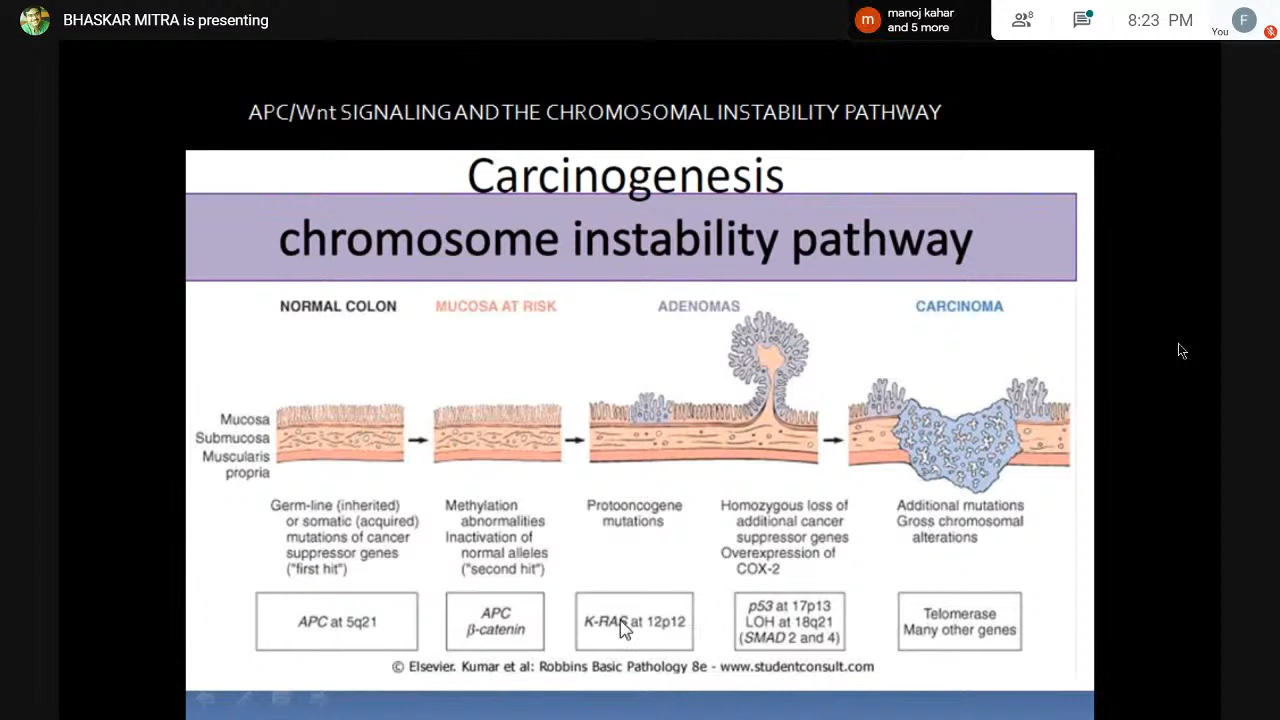 BHASKAR MITRA is presenting
m
manoj kahar
and 5 more
8
8:23 PM
You
F
APC/Wnt SIGNALING AND THE CHROMOSOMAL INSTABILITY PATHWAY
Carcinogenesis
chromosome instability pathway
NORMAL COLON
MUCOSA AT RISK
ADENOMAS
CARCINOMA
Mucosa
Submucosa
Muscularis
propria
Germ-line (inherited)
or somatic (acquired)
mutations of cancer
suppressor genes
("first hit")
Methylation
abnormalities
Inactivation of
normal alleles
("second hit")
Protooncogene
mutations
Homozygous loss of
additional cancer
suppressor genes
Overexpression of
COX-2
Additional mutations
Gross chromosomal
alterations
APC at 5q21
APC
β-catenin
K-RAS at 12p12
p53 at 17p13
LOH at 18q21
(SMAD 2 and 4)
Telomerase
Many other genes
© Elsevier. Kumar et al: Robbins Basic Pathology 8e - www.studentconsult.com